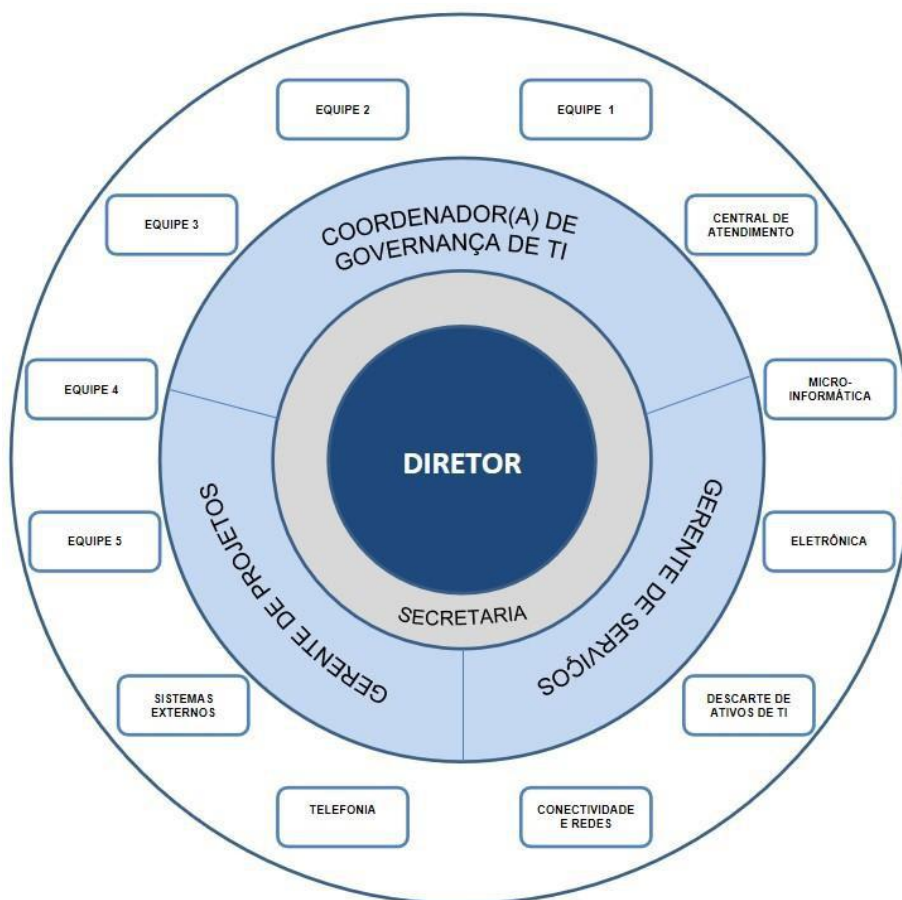 EQUIPE 2
EQUIPE 1
EQUIPE 3
CENTRAL DE
ATENDIMENTO
COORDENADOR(A) DE
GOVERNANÇA DE TI
EQUIPE 4
MICRO-
INFORMÁTICA
DIRETOR
SECRETARIA
GERENTE DE PROJETOS
GERENTE DE SERVIÇOS
EQUIPE 5
ELETRÔNICA
SISTEMAS
EXTERNOS
DESCARTE DE
ATIVOS DE TI
TELEFONIA
CONECTIVIDADE
E REDES